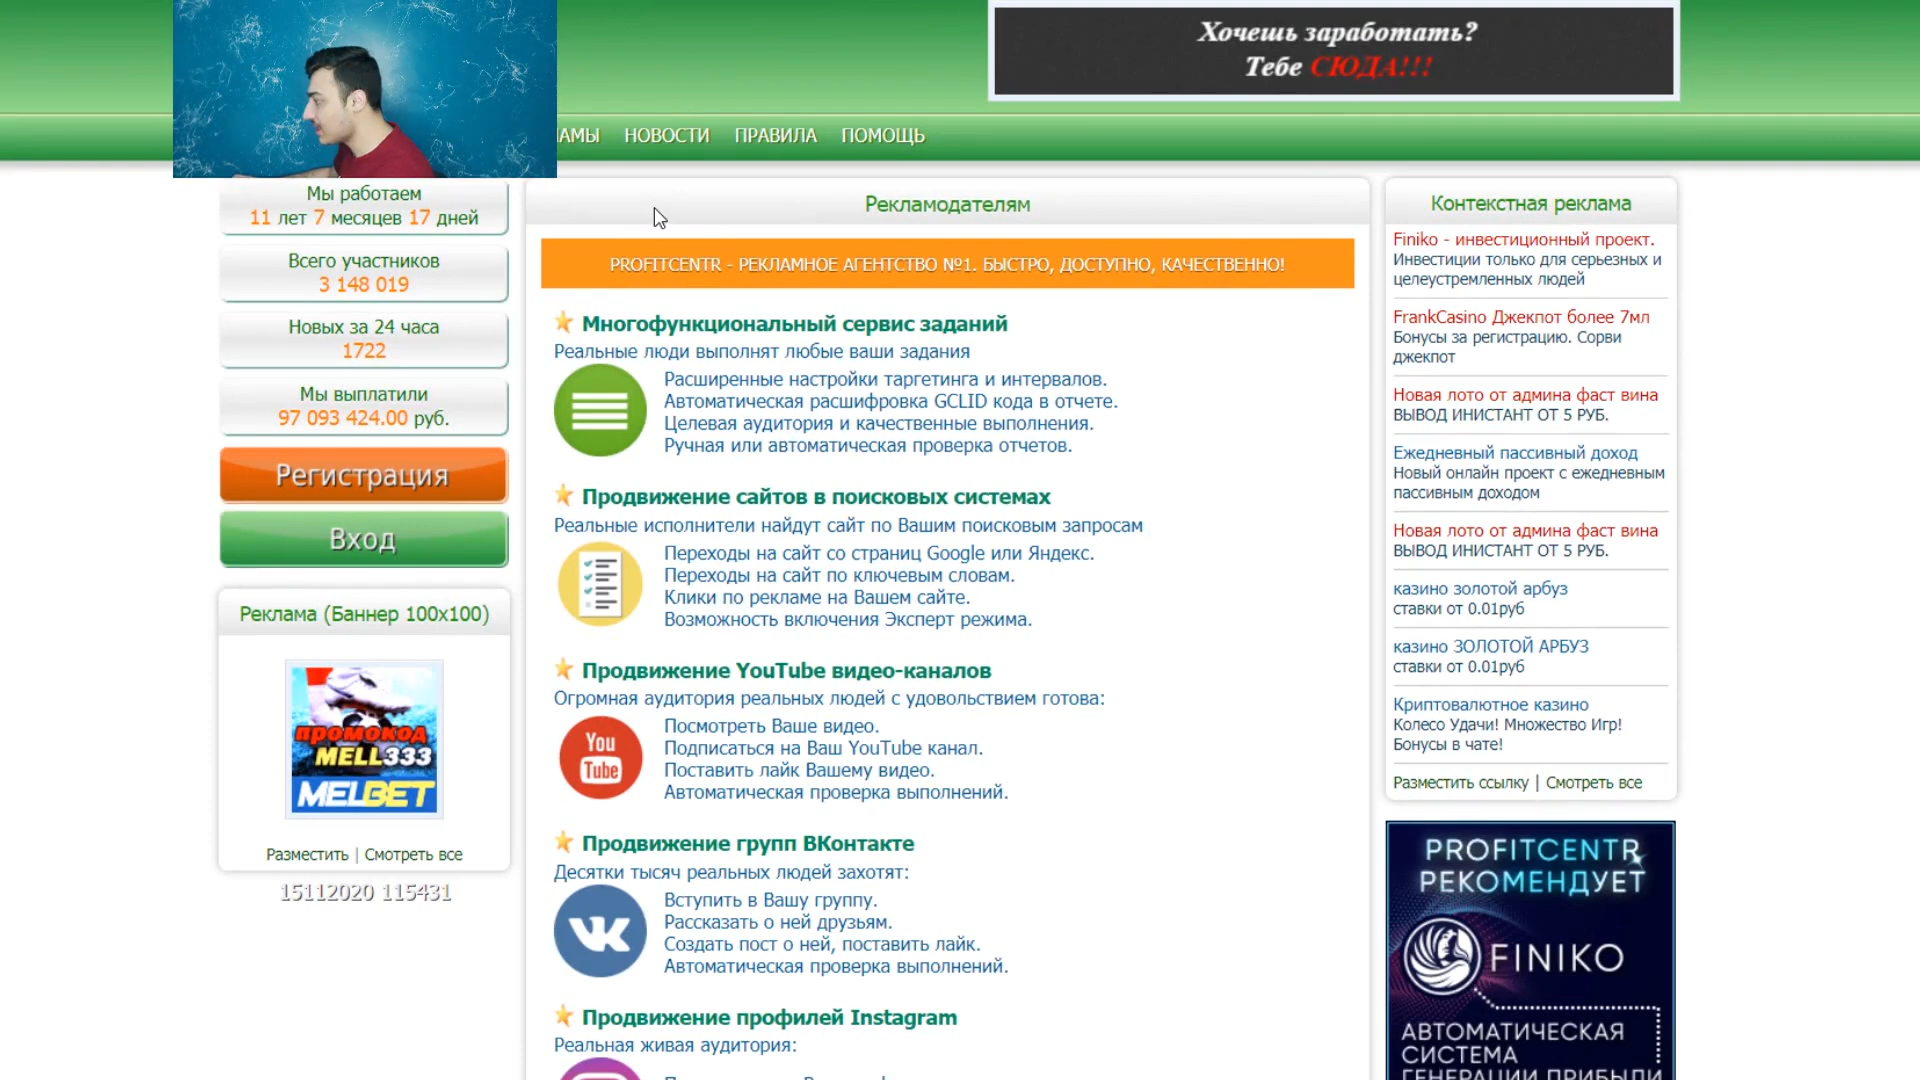 Хочешь заработать?
Тебе СЮДА!!!
НОВОСТИ ПРАВИЛА ПОМОЩЬ
Мы работаем
11 лет 7 месяцев 17 дней
Всего участников
3 148 019
Новых за 24 часа
1722
Мы выплатили
97 093 424.00 руб.
Регистрация
Вход
Реклама (Баннер 100x100)
промокод
MELL333
MELBET
Разместить | Смотреть все
15112020 115431
Рекламодателям
PROFITCENTR - РЕКЛАМНОЕ АГЕНТСТВО №1. БЫСТРО, ДОСТУПНО, КАЧЕСТВЕННО!
Многофункциональный сервис заданий
Реальные люди выполнят любые ваши задания
Расширенные настройки таргетинга и интервалов.
Автоматическая расшифровка GCLID кода в отчете.
Целевая аудитория и качественные выполнения.
Ручная или автоматическая проверка отчетов.
Продвижение сайтов в поисковых системах
Реальные исполнители найдут сайт по Вашим поисковым запросам
Переходы на сайт со страниц Google или Яндекс.
Переходы на сайт по ключевым словам.
Клики по рекламе на Вашем сайте.
Возможность включения Эксперт режима.
Продвижение YouTube видео-каналов
Огромная аудитория реальных людей с удовольствием готова:
You
Tube
Посмотреть Ваше видео.
Подписаться на Ваш YouTube канал.
Поставить лайк Вашему видео.
Автоматическая проверка выполнений.
Продвижение групп ВКонтакте
Десятки тысяч реальных людей захотят:
Вступить в Вашу группу.
Рассказать о ней друзьям.
Создать пост о ней, поставить лайк.
Автоматическая проверка выполнений.
Продвижение профилей Instagram
Реальная живая аудитория:
Контекстная реклама
Finiko - инвестиционный проект.
Инвестиции только для серьезных и
целеустремленных людей
FrankCasino Джекпот более 7мл
Бонусы за регистрацию. Сорви
джекпот
Новая лото от админа фаст вина
ВЫВОД ИНИСТАНТ ОТ 5 РУБ.
Ежедневный пассивный доход
Новый онлайн проект с ежедневным
пассивным доходом
Новая лото от админа фаст вина
ВЫВОД ИНИСТАНТ ОТ 5 РУБ.
казино золотой арбуз
ставки от 0.01руб
казино ЗОЛОТОЙ АРБУЗ
ставки от 0.01руб
Криптовалютное казино
Колесо Удачи! Множество Игр!
Бонусы в чате!
Разместить ссылку | Смотреть все
PROFITCENTR
РЕКОМЕНДУЕТ
FINIKO
АВТОМАТИЧЕСКАЯ
СИСТЕМА
ГЕНЕРАЦИИ ПРИБЫЛИ